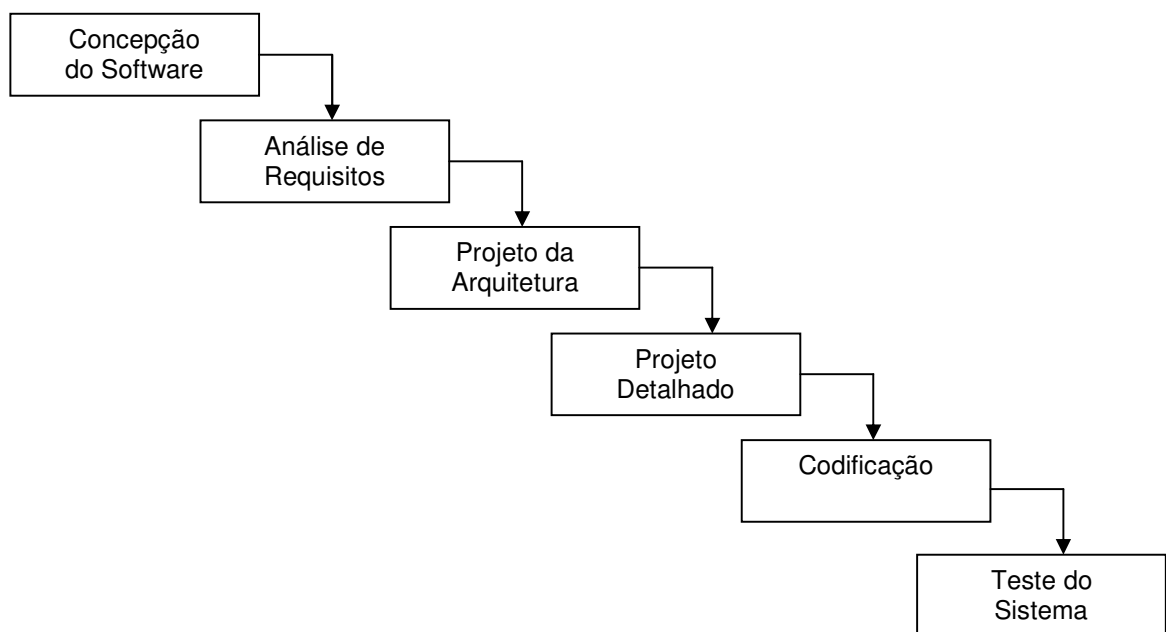 Concepção
do Software
Análise de
Requisitos
Projeto da
Arquitetura
Projeto
Detalhado
Codificação
Teste do
Sistema